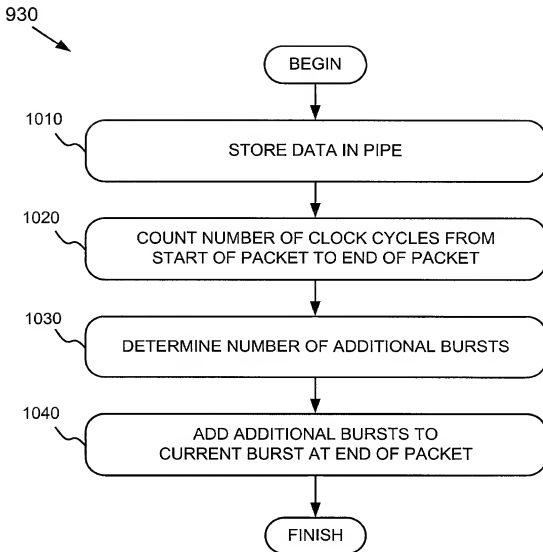 930
BEGIN
1010
STORE DATA IN PIPE
1020
COUNT NUMBER OF CLOCK CYCLES FROM
START OF PACKET TO END OF PACKET
1030
DETERMINE NUMBER OF ADDITIONAL BURSTS
1040
ADD ADDITIONAL BURSTS TO
CURRENT BURST AT END OF PACKET
FINISH